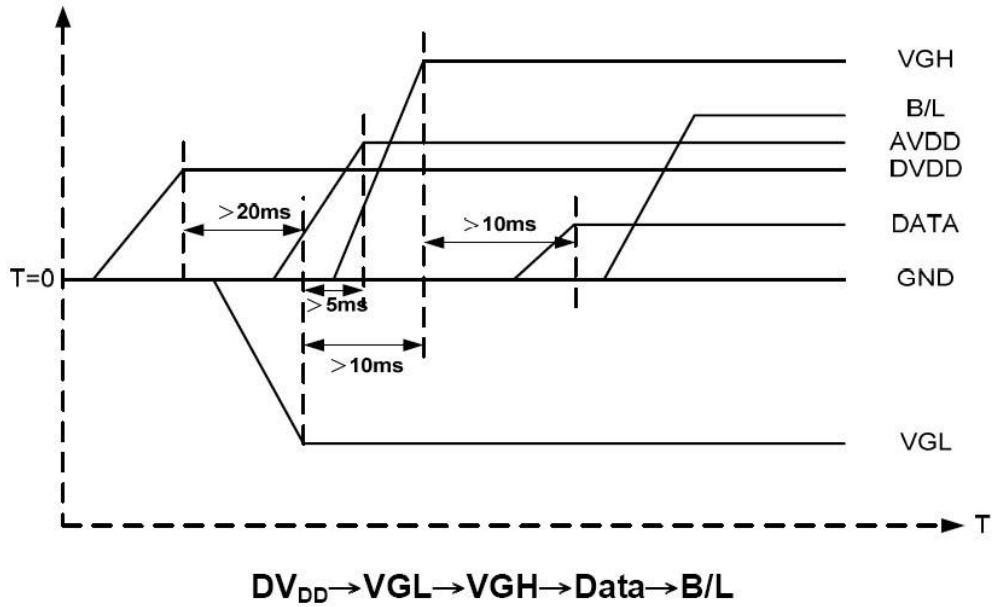 VGH
B/L
AVDD
DVDD
>20ms
>10ms
DATA
T=0
GND
>5ms
>10ms
VGL
T
DVDD→VGL→VGH→Data→B/L